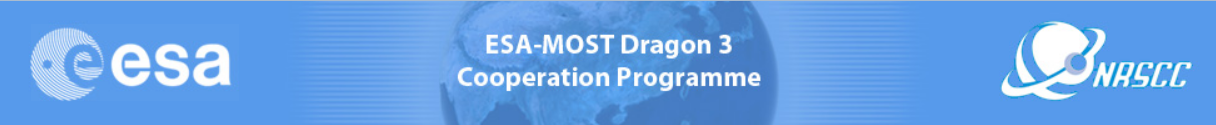 esa
ESA-MOST Dragon 3
Cooperation Programme
NRSCC